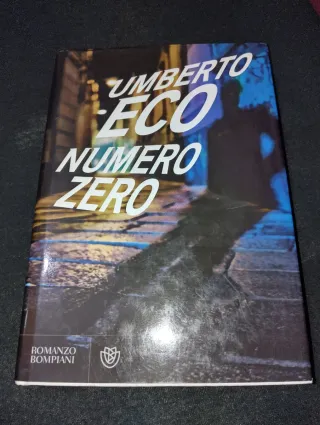 UMBERTO
ECO
NUMERO
ZERO
ROMANZO
BOMPIANI